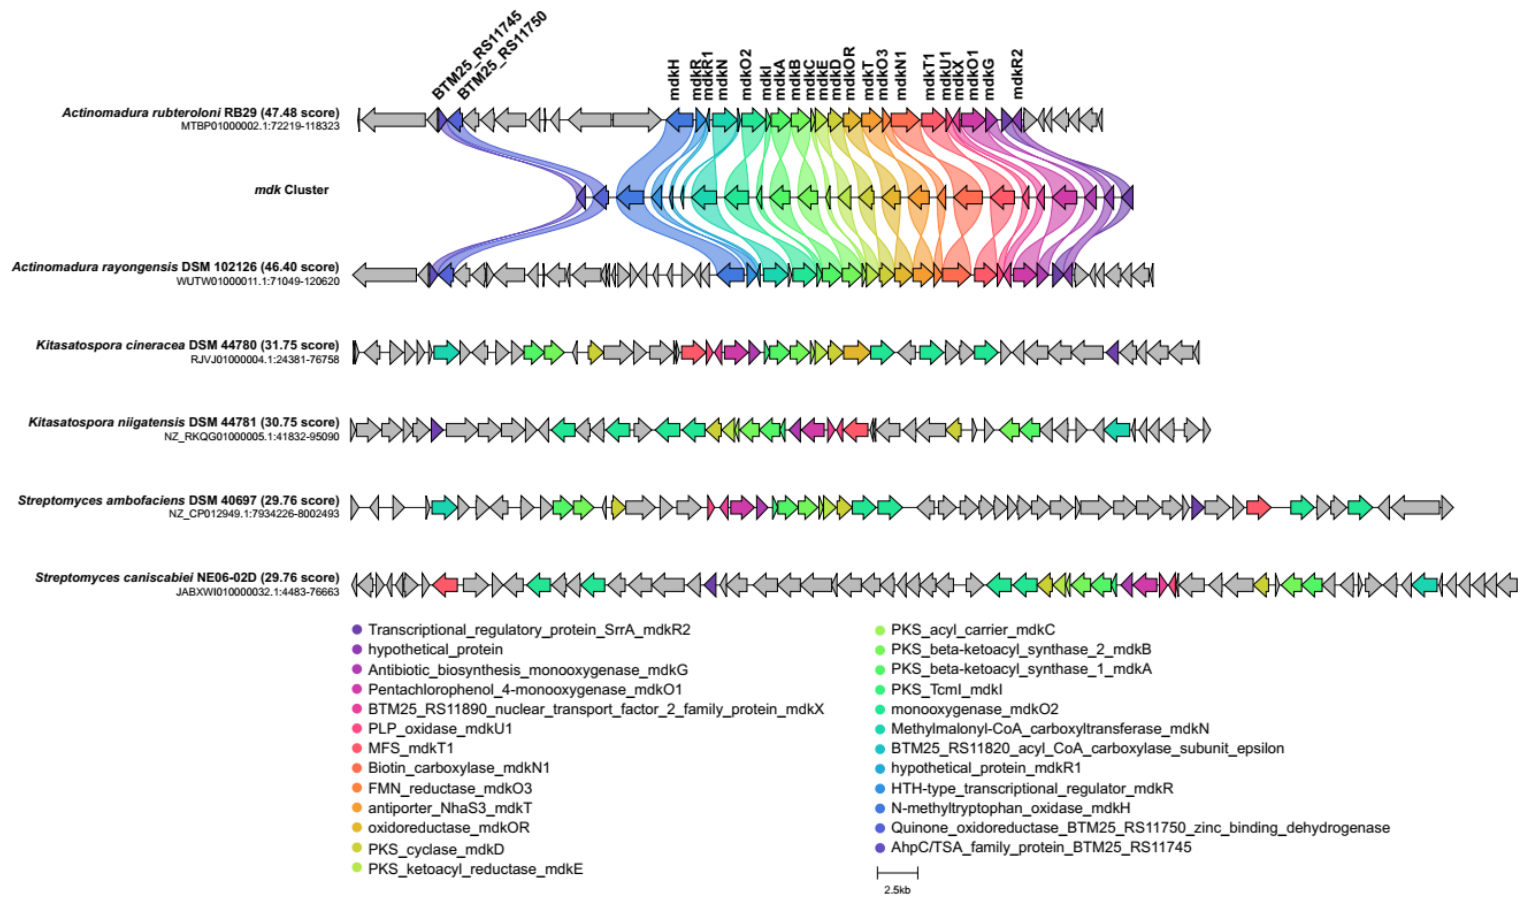 BTM25_RS11745
BTM25_RS11750
mdkH
mdkR
mdkR1
mdkN
mdkO2
mdkI
mdkA
mdkB
mdkC
mdkE
mdkD
mdkOR
mdkT
mdkO3
mdkN1
mdkT1
mdkU1
mdkX
mdkO1
mdkG
mdkR2
Actinomadura rubteroloni RB29 (47.48 score)
MTBP01000002.1:72219-118323
mdk Cluster
Actinomadura rayongensis DSM 102126 (46.40 score)
WUTW01000011.1:71049-120620
Kitasatospora cineracea DSM 44780 (31.75 score)
RJVJ01000004.1:24381-76758
Kitasatospora niigatensis DSM 44781 (30.75 score)
NZ_RKQG01000005.1:41832-95090
Streptomyces ambofaciens DSM 40697 (29.76 score)
NZ_CP012949.1:7934226-8002493
Streptomyces caniscabiei NE06-02D (29.76 score)
JABXWI010000032.1:4483-76663
Transcriptional_regulatory_protein_SrrA_mdkR2
hypothetical_protein
Antibiotic_biosynthesis_monooxygenase_mdkG
Pentachlorophenol_4-monooxygenase_mdkO1
BTM25_RS11890_nuclear_transport_factor_2_family_protein_mdkX
PLP_oxidase_mdkU1
MFS_mdkT1
Biotin_carboxylase_mdkN1
FMN_reductase_mdkO3
antiporter_NhaS3_mdkT
oxidoreductase_mdkOR
PKS_cyclase_mdkD
PKS_ketoacyl_reductase_mdkE
PKS_acyl_carrier_mdkC
PKS_beta-ketoacyl_synthase_2_mdkB
PKS_beta-ketoacyl_synthase_1_mdkA
PKS_TcmI_mdkI
monooxygenase_mdkO2
Methylmalonyl-CoA_carboxyltransferase_mdkN
BTM25_RS11820_acyl_CoA_carboxylase_subunit_epsilon
hypothetical_protein_mdkR1
HTH-type_transcriptional_regulator_mdkR
N-methyltryptophan_oxidase_mdkH
Quinone_oxidoreductase_BTM25_RS11750_zinc_binding_dehydrogenase
AhpC/TSA_family_protein_BTM25_RS11745
2.5kb